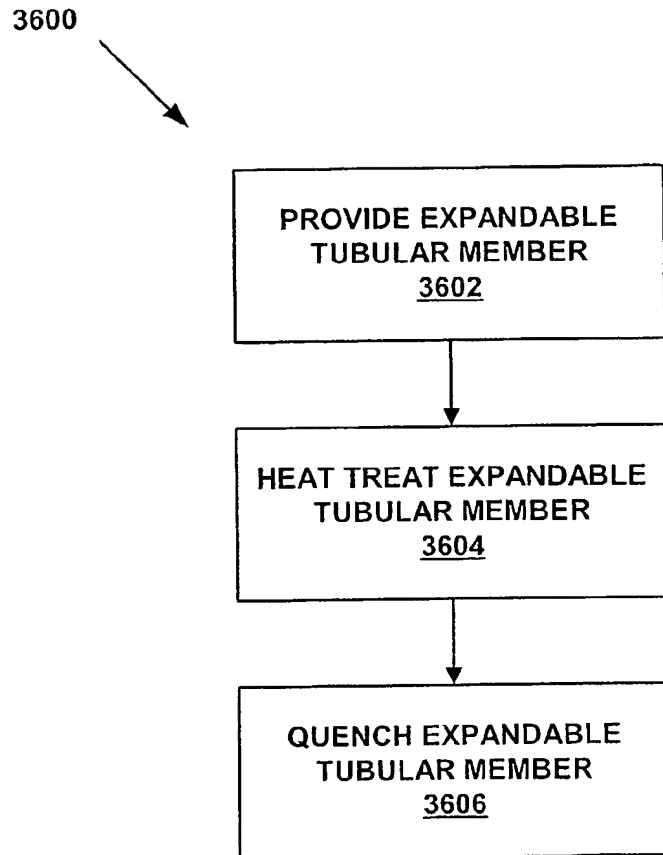 3600
PROVIDE EXPANDABLE
TUBULAR MEMBER
3602
HEAT TREAT EXPANDABLE
TUBULAR MEMBER
3604
QUENCH EXPANDABLE
TUBULAR MEMBER
3606